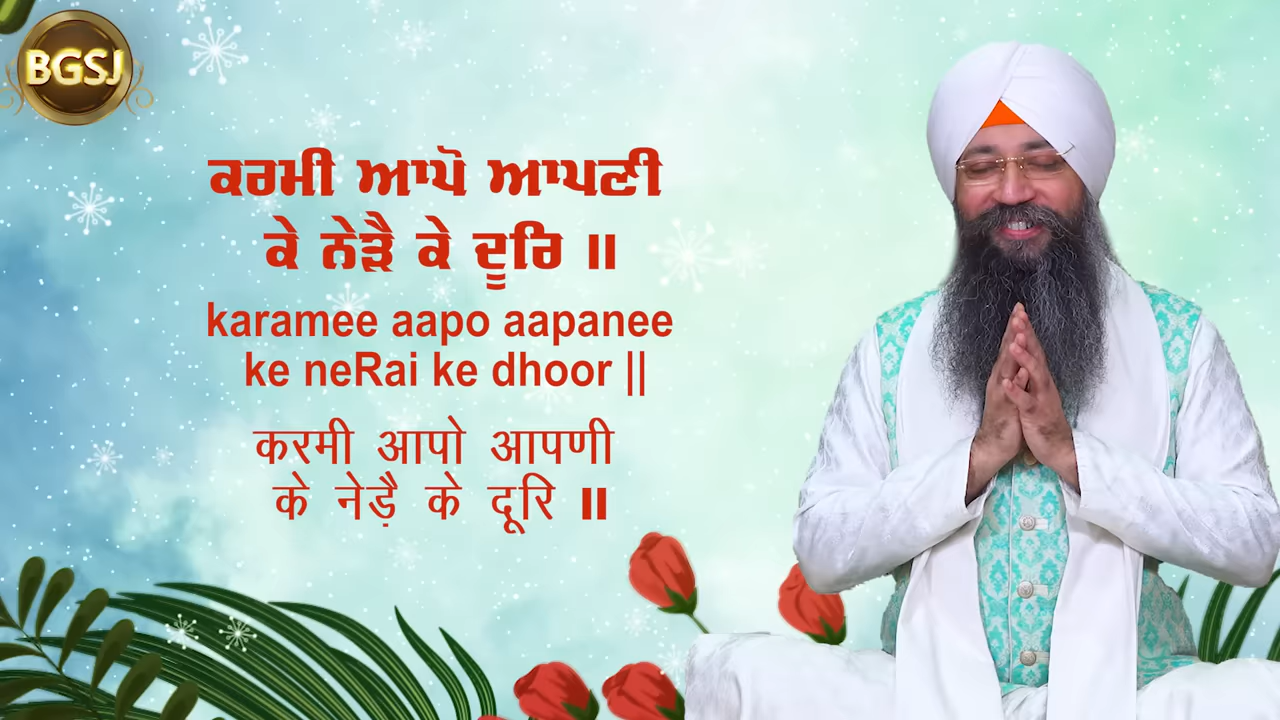 BGSJ
ਕਰਮੀ ਆਪੋ ਆਪਣੀ
ਕੇ ਨੇੜੈ ਕੇ ਦੂਰਿ ॥
karamee aapo aapanee
ke neRai ke dhoor ||
करमी आपो आपणी
के नेड़ै के दूरि ॥